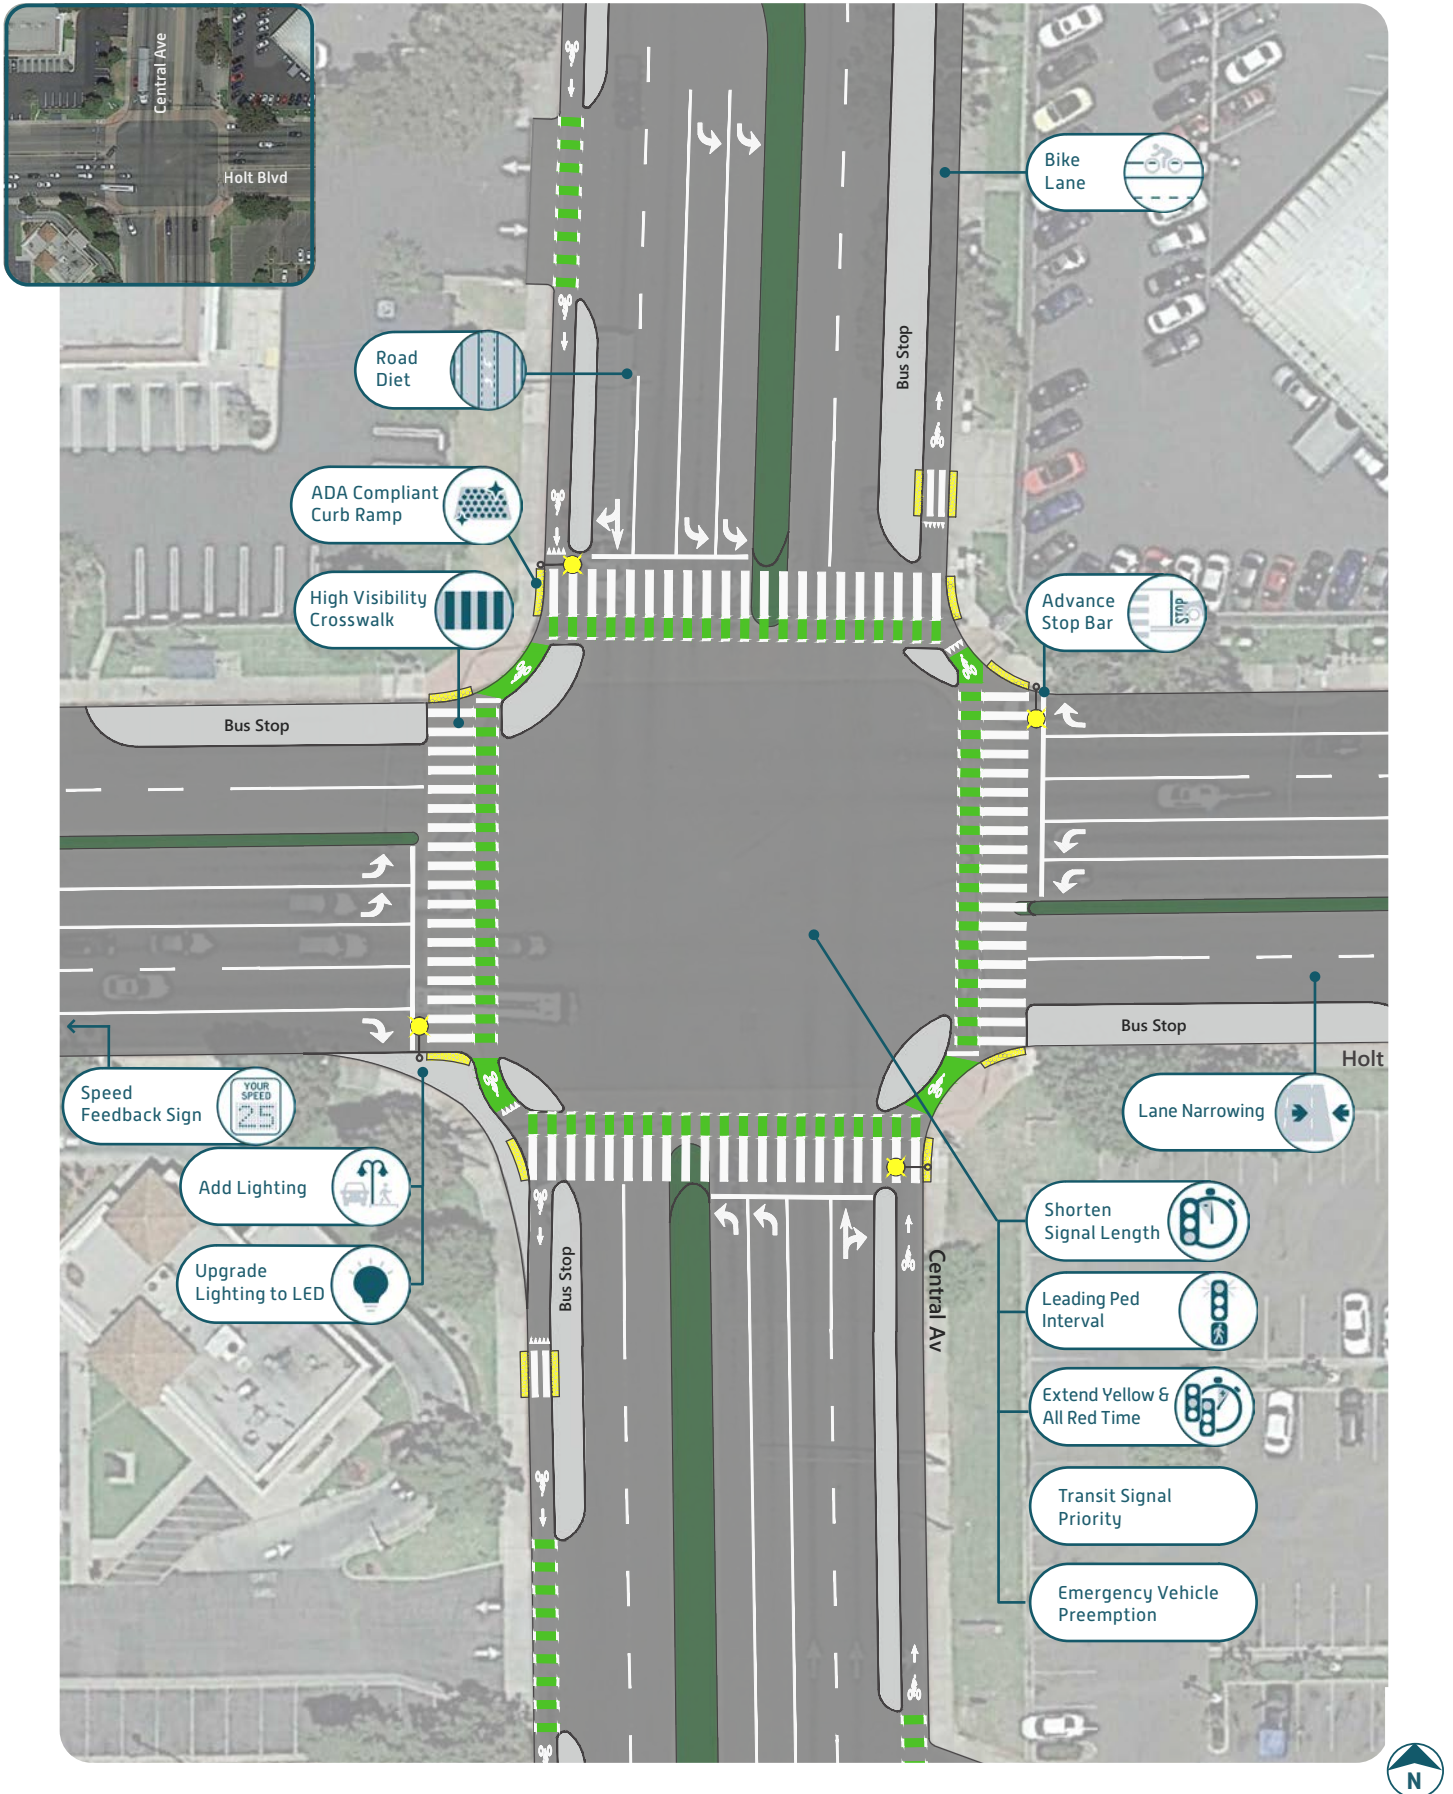 Central Ave
Holt Blvd
Bike
Lane
Bus Stop
Road
Diet
ADA Compliant
Curb Ramp
High Visibility
Crosswalk
Advance
Stop Bar
STOP
Bus Stop
Bus Stop
Holt
Speed
Feedback Sign
YOUR
SPEED
25
Lane Narrowing
Add Lighting
Upgrade
Lighting to LED
Bus Stop
Central Av
Shorten
Signal Length
Leading Ped
Interval
Extend Yellow &
All Red Time
Transit Signal
Priority
Emergency Vehicle
Preemption
N